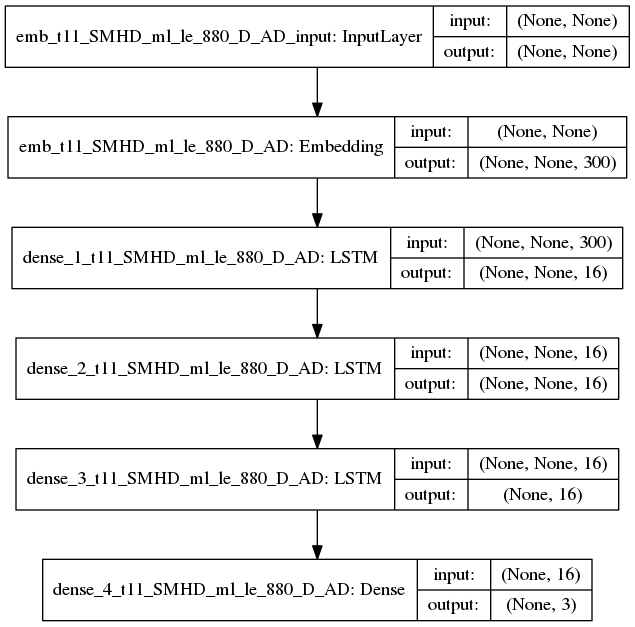 emb_t11_SMHD_ml_le_880_D_AD_input: InputLayer
input: (None, None)
output: (None, None)
emb_t11_SMHD_ml_le_880_D_AD: Embedding
input: (None, None)
output: (None, None, 300)
dense_1_t11_SMHD_ml_le_880_D_AD: LSTM
input: (None, None, 300)
output: (None, None, 16)
dense_2_t11_SMHD_ml_le_880_D_AD: LSTM
input: (None, None, 16)
output: (None, None, 16)
dense_3_t11_SMHD_ml_le_880_D_AD: LSTM
input: (None, None, 16)
output: (None, 16)
dense_4_t11_SMHD_ml_le_880_D_AD: Dense
input: (None, 16)
output: (None, 3)